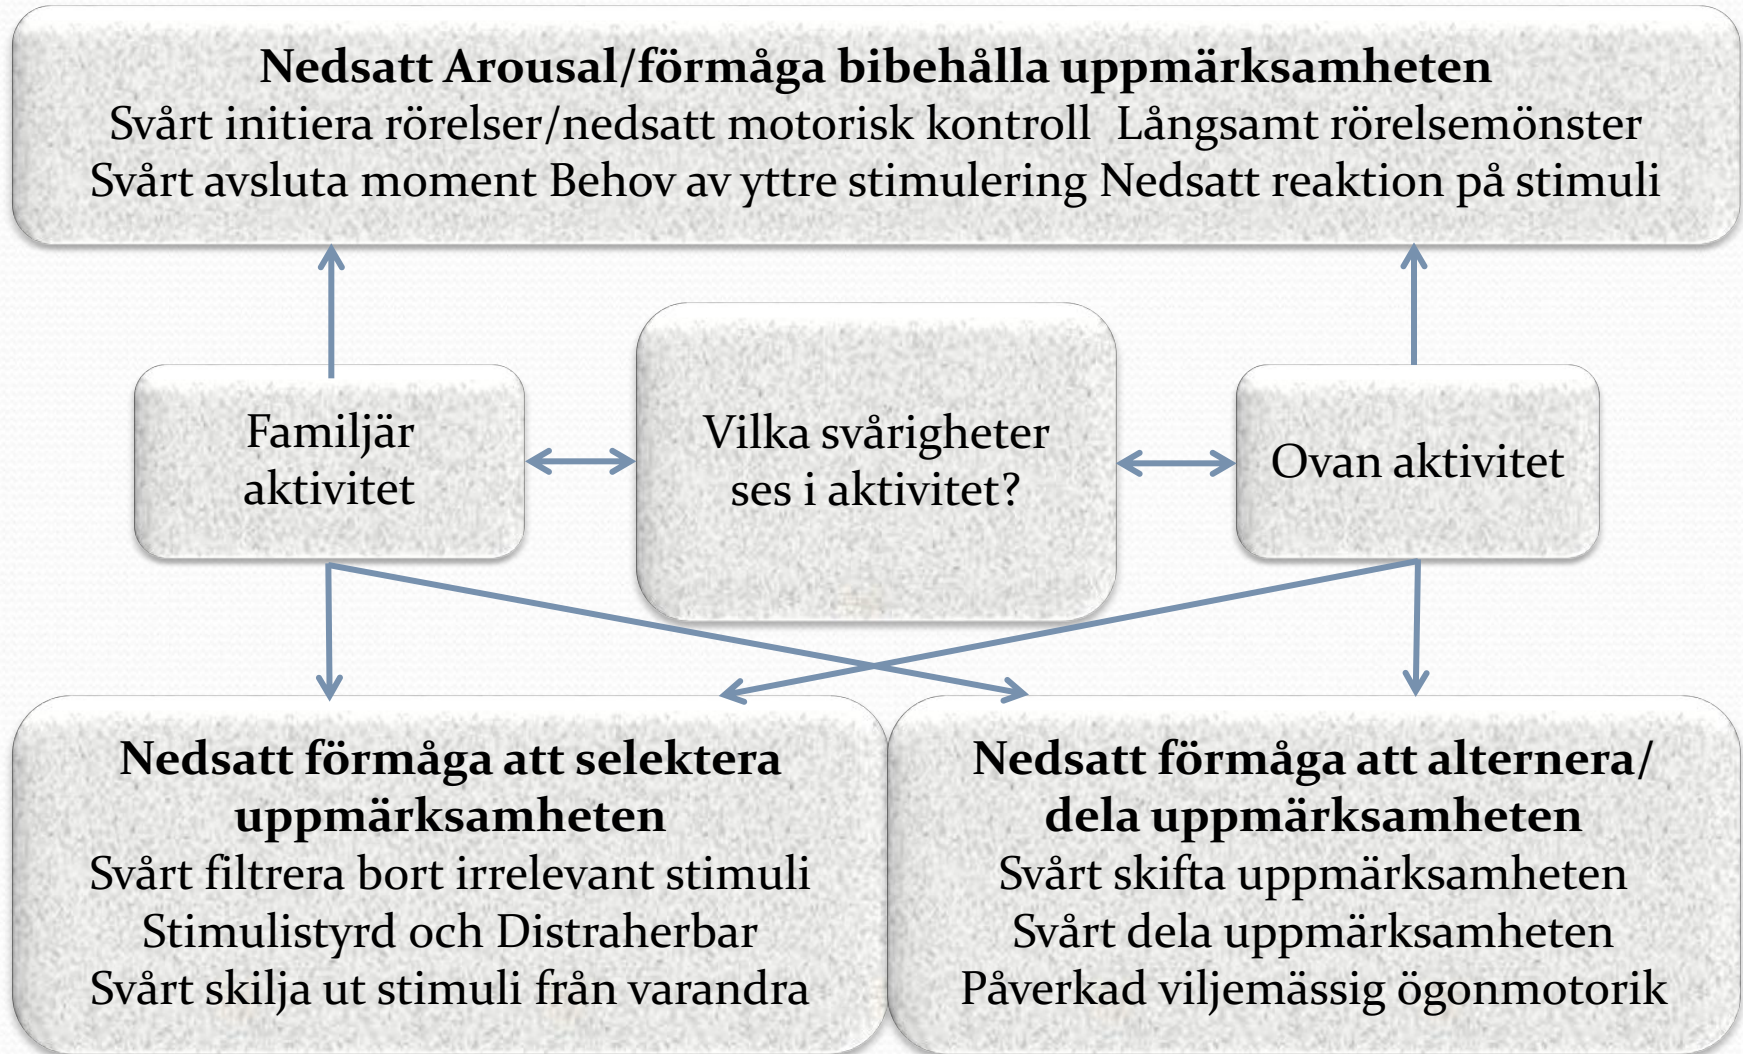 Nedsatt Arousal/förmåga bibehålla uppmärksamheten
Svårt initiera rörelser/nedsatt motorisk kontroll Långsamt rörelsemönster
Svårt avsluta moment Behov av yttre stimulering Nedsatt reaktion på stimuli
Familjär
aktivitet
Vilka svårigheter
ses i aktivitet?
Ovan aktivitet
Nedsatt förmåga att selektera
uppmärksamheten
Svårt filtrera bort irrelevant stimuli
Stimulistyrd och Distraherbar
Svårt skilja ut stimuli från varandra
Nedsatt förmåga att alternera/
dela uppmärksamheten
Svårt skifta uppmärksamheten
Svårt dela uppmärksamheten
Påverkad viljemässig ögonmotorik